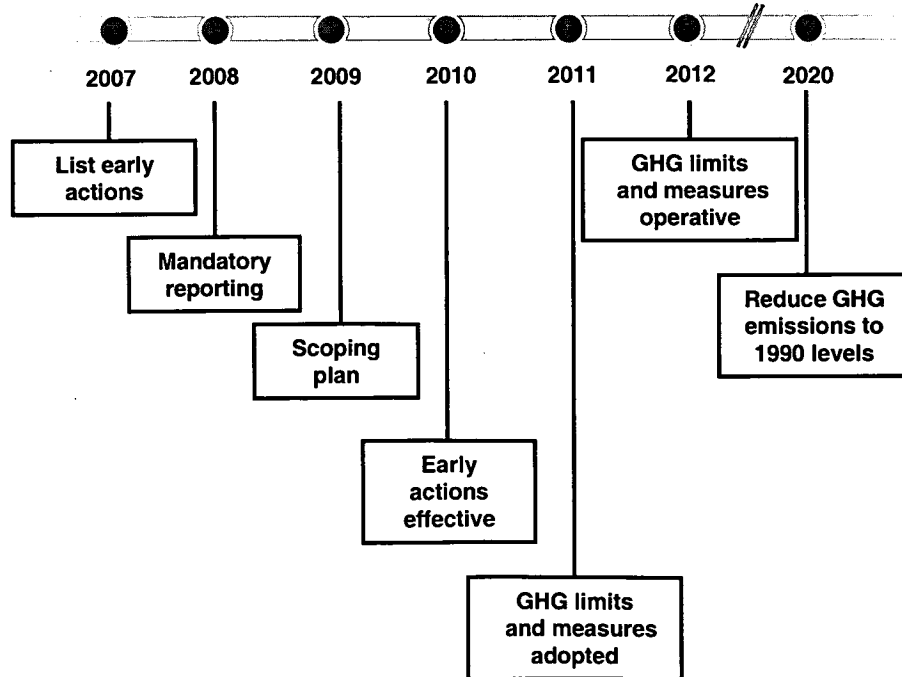 2007 2008 2009 2010 2011 2012 2020
List early
actions
Mandatory
reporting
Scoping
plan
Early
actions
effective
GHG limits
and measures
adopted
GHG limits
and measures
operative
Reduce GHG
emissions to
1990 levels